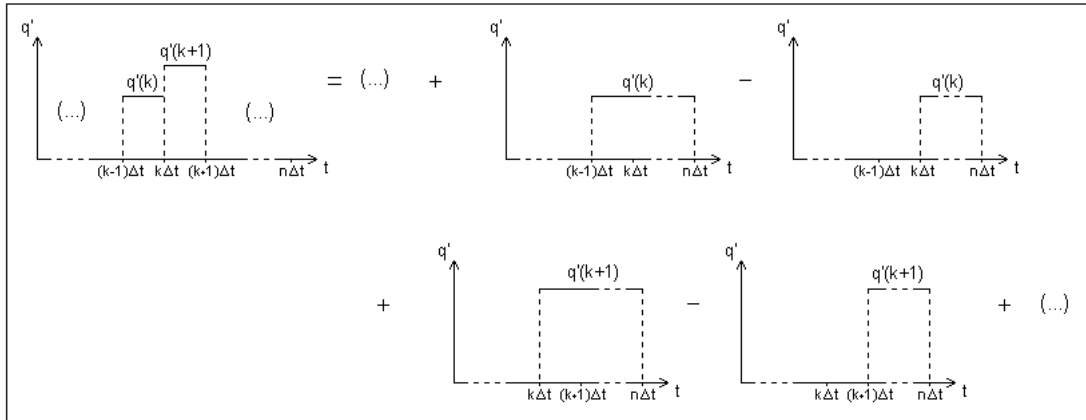 q' q' q'
q'(k+1)
q'(k) q'(k) q'(k)
(...) (...) = (...) + −
(k-1)Δt kΔt (k+1)Δt nΔt t (k-1)Δt kΔt nΔt t (k-1)Δt kΔt nΔt t
q' q'
q'(k+1) q'(k+1)
+ − + (...)
kΔt (k+1)Δt nΔt t kΔt (k+1)Δt nΔt t